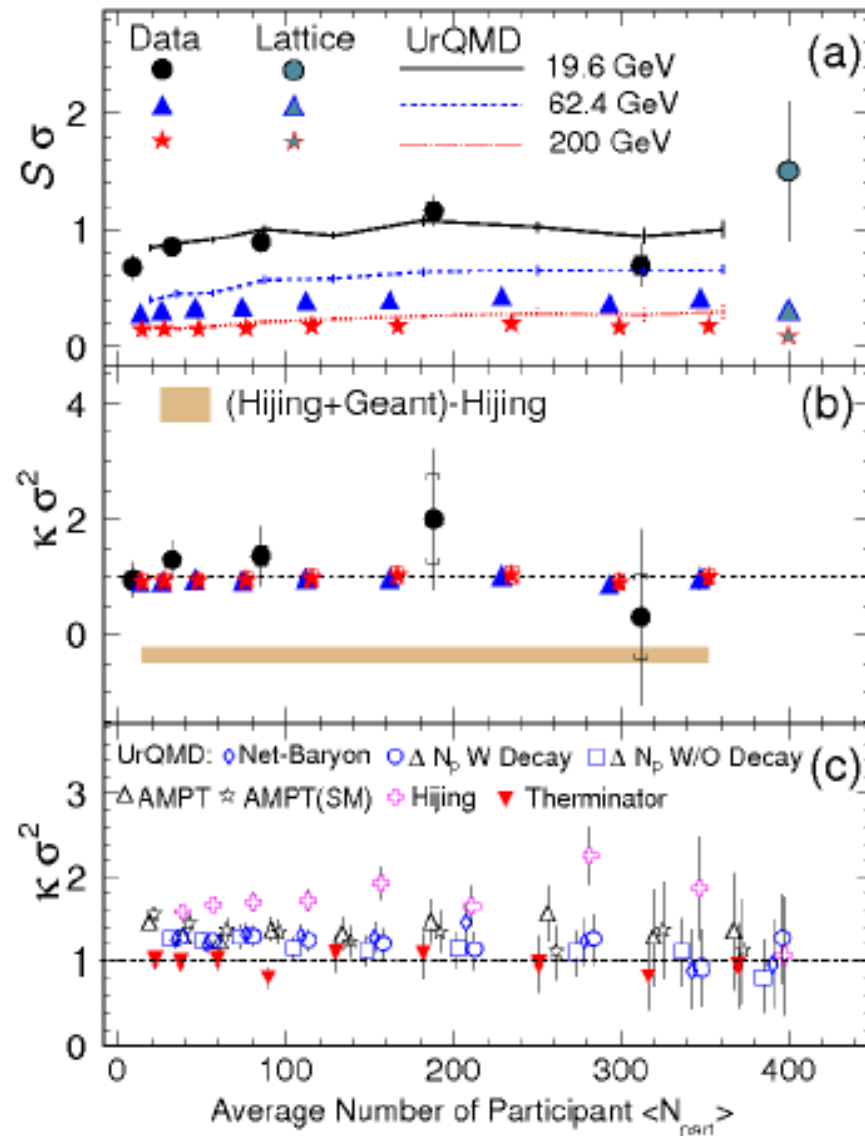 Data Lattice UrQMD (a)
19.6 GeV
62.4 GeV
200 GeV
S σ
2
1
0
(Hijing+Geant)-Hijing (b)
κ σ²
4
2
0
UrQMD: Net-Baryon Δ Nₚ W Decay Δ Nₚ W/O Decay (c)
AMPT AMPT(SM) Hijing Therminator
κ σ²
3
2
1
0
0 100 200 300 400
Average Number of Participant <Nₚₐᵣₜ>